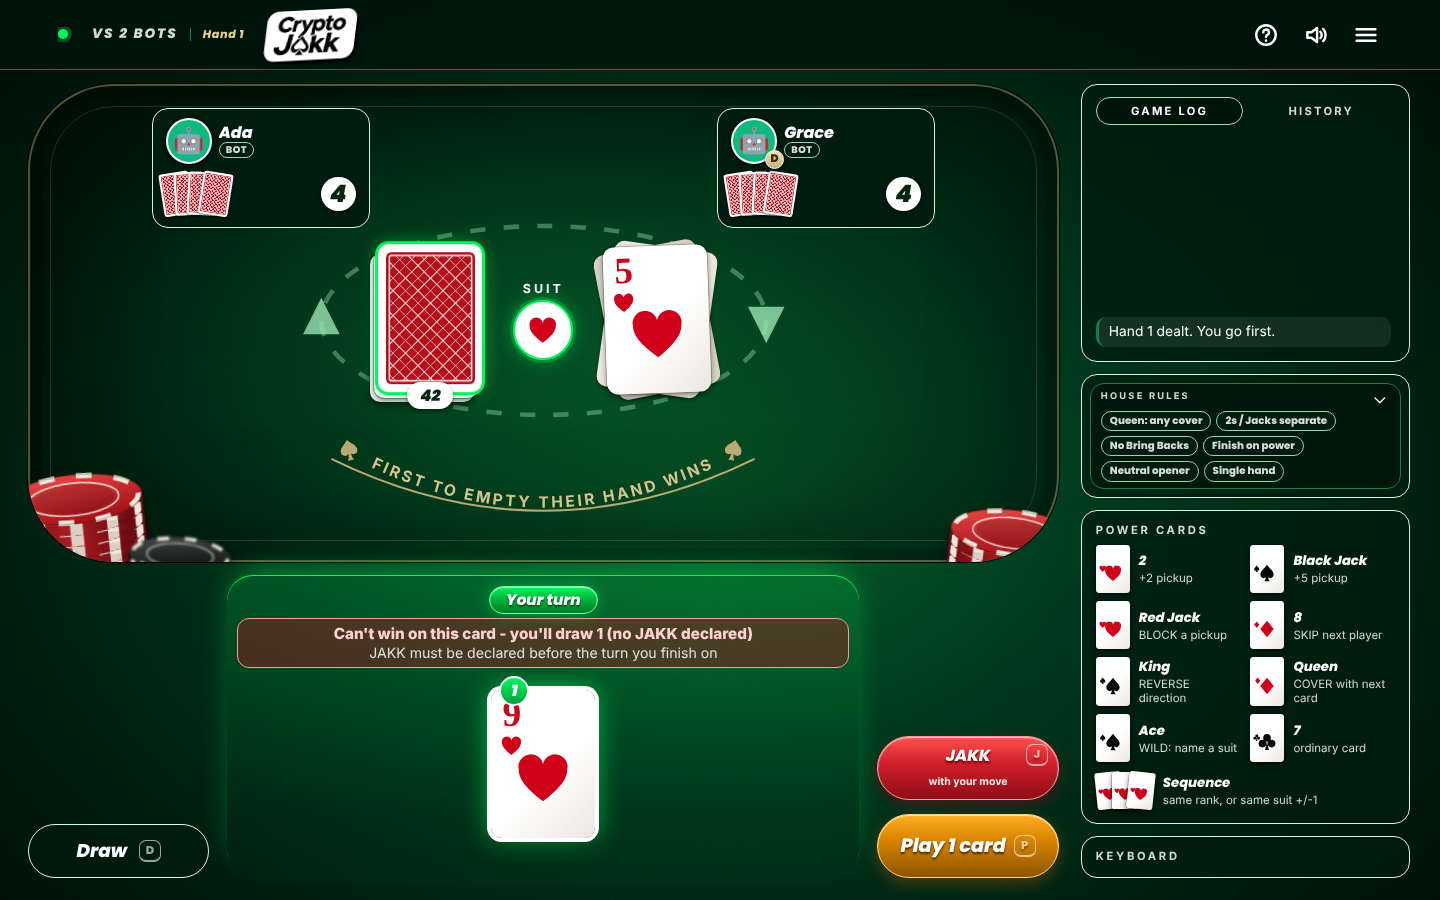 VS 2 BOTS
Hand 1
Crypto
Jakk
Ada
BOT
4
Grace
D
BOT
4
42
SUIT
5
FIRST TO EMPTY THEIR HAND WINS
Your turn
Can't win on this card - you'll draw 1 (no JAKK declared)
JAKK must be declared before the turn you finish on
1
9
Draw D
JAKK J
with your move
Play 1 card P
GAME LOG
HISTORY
Hand 1 dealt. You go first.
HOUSE RULES
Queen: any cover
2s / Jacks separate
No Bring Backs
Finish on power
Neutral opener
Single hand
POWER CARDS
2
+2 pickup
Black Jack
+5 pickup
Red Jack
BLOCK a pickup
8
SKIP next player
King
REVERSE
direction
Queen
COVER with next
card
Ace
WILD: name a suit
7
ordinary card
Sequence
same rank, or same suit +/-1
KEYBOARD